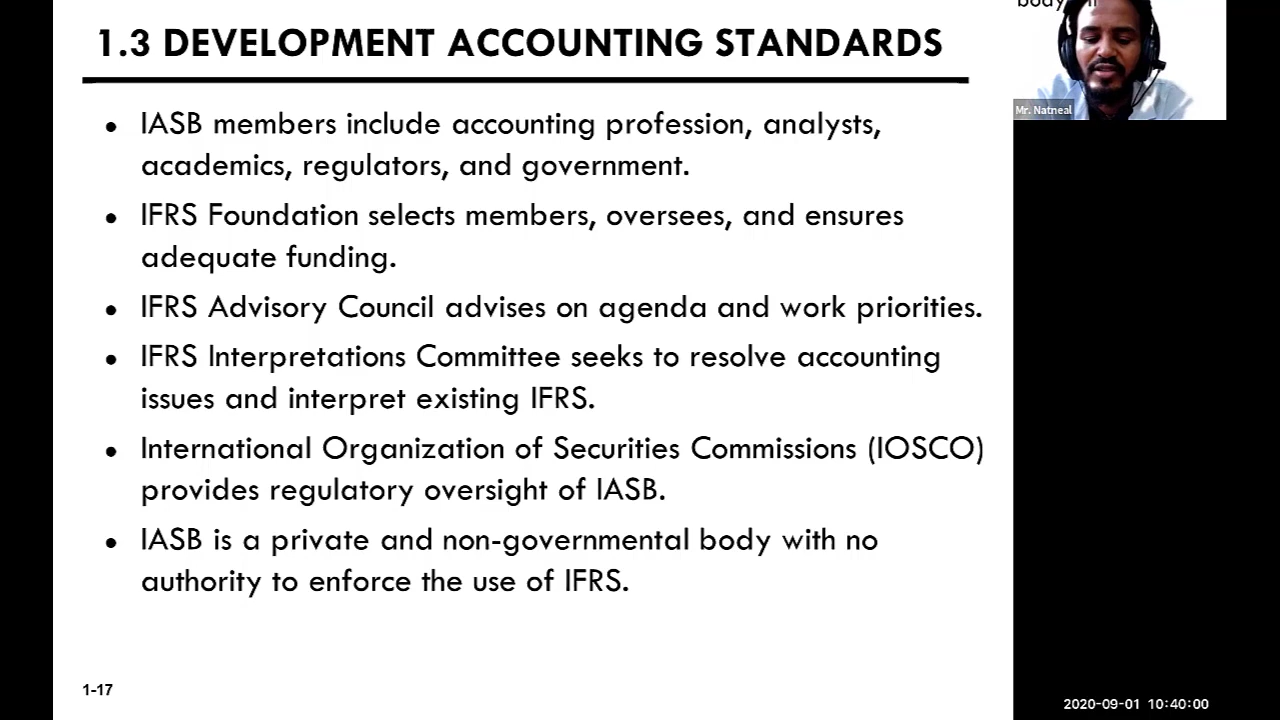 1.3 DEVELOPMENT ACCOUNTING STANDARDS
• IASB members include accounting profession, analysts,
academics, regulators, and government.
• IFRS Foundation selects members, oversees, and ensures
adequate funding.
• IFRS Advisory Council advises on agenda and work priorities.
• IFRS Interpretations Committee seeks to resolve accounting
issues and interpret existing IFRS.
• International Organization of Securities Commissions (IOSCO)
provides regulatory oversight of IASB.
• IASB is a private and non-governmental body with no
authority to enforce the use of IFRS.
1-17
body
Mr. Natneal
2020-09-01 10:40:00